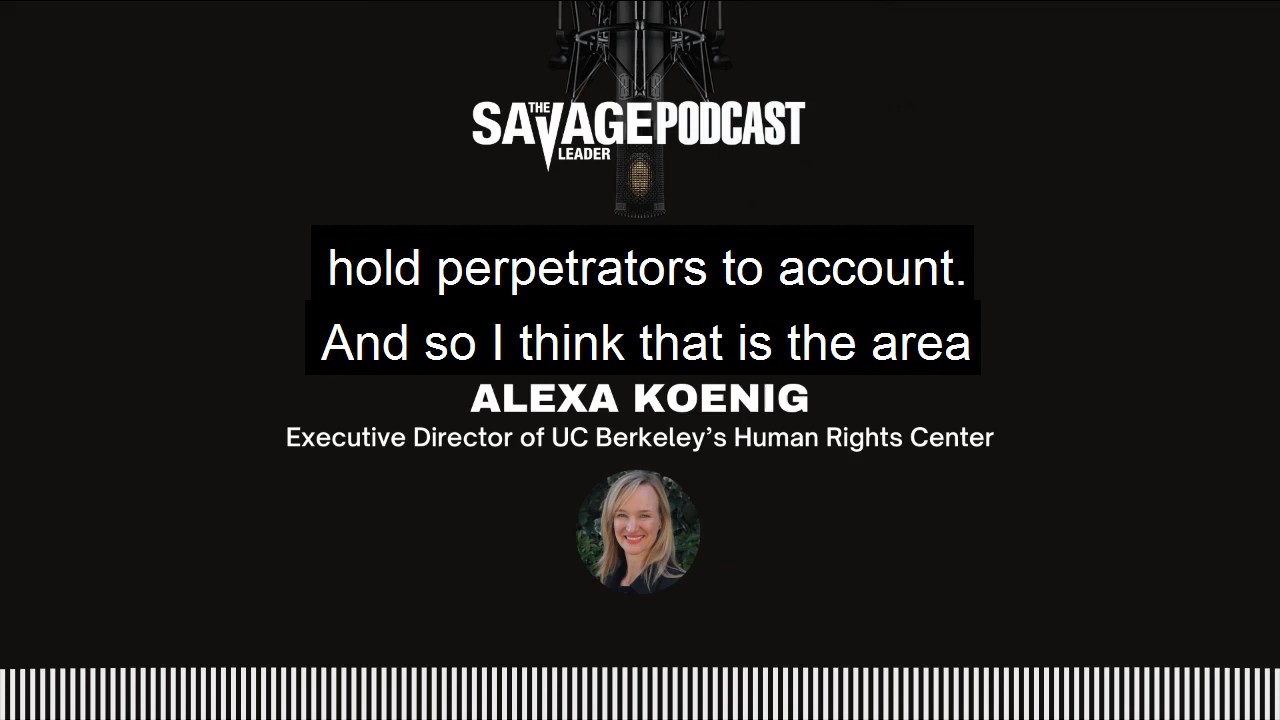 THE SAVAGE LEADER PODCAST
hold perpetrators to account.
And so I think that is the area
ALEXA KOENIG
Executive Director of UC Berkeley’s Human Rights Center